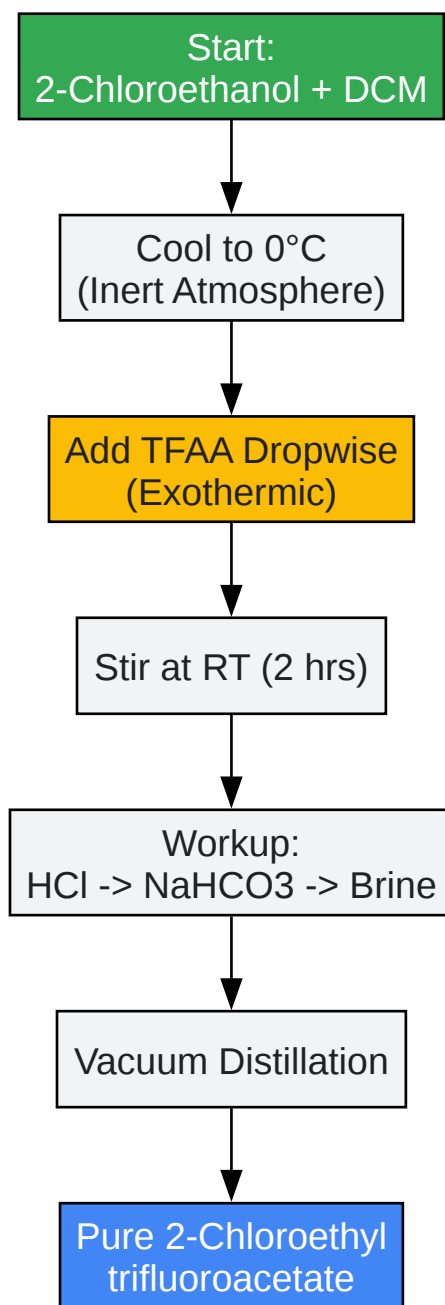 Start:
2-Chloroethanol + DCM
Cool to 0°C
(Inert Atmosphere)
Add TFAA Dropwise
(Exothermic)
Stir at RT (2 hrs)
Workup:
HCl -> NaHCO3 -> Brine
Vacuum Distillation
Pure 2-Chloroethyl
trifluoroacetate